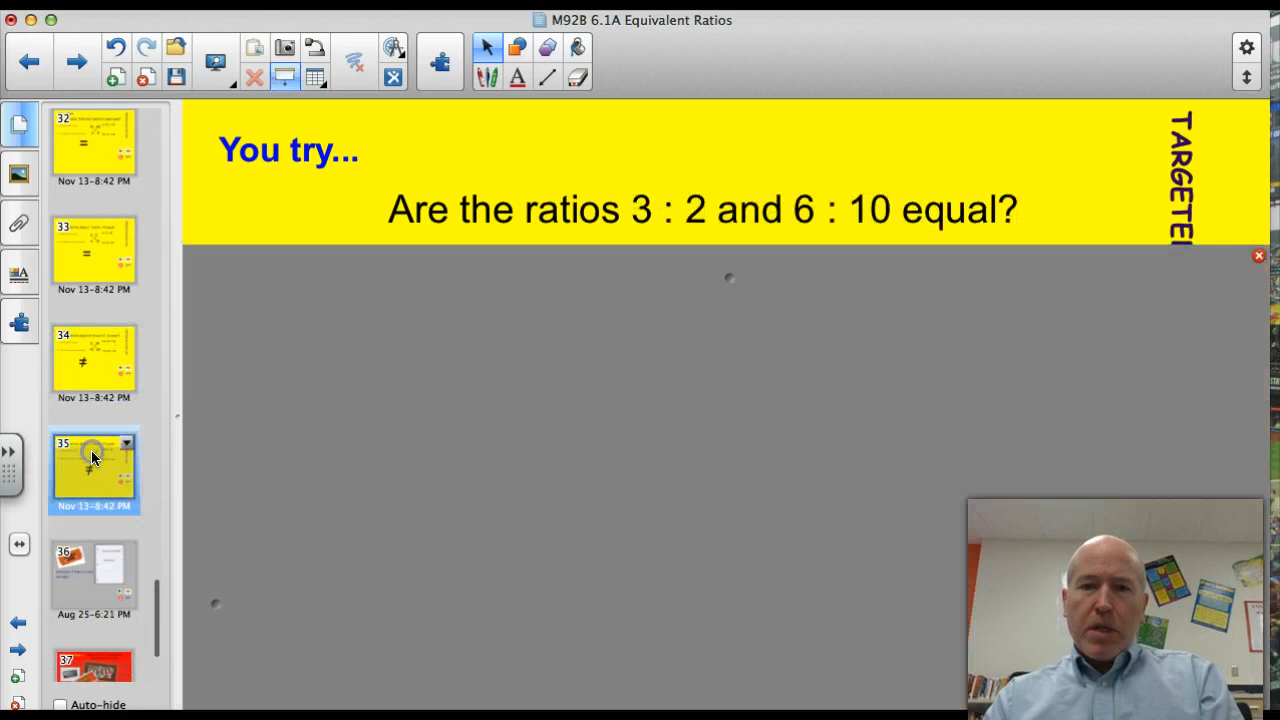 M92B 6.1A Equivalent Ratios
32
=
Nov 13-8:42 PM
33
=
Nov 13-8:42 PM
34
≠
Nov 13-8:42 PM
35
≠
Nov 13-8:42 PM
36
Aug 25-6:21 PM
37
Auto-hide
You try...
Are the ratios 3 : 2 and 6 : 10 equal?
TARGETE